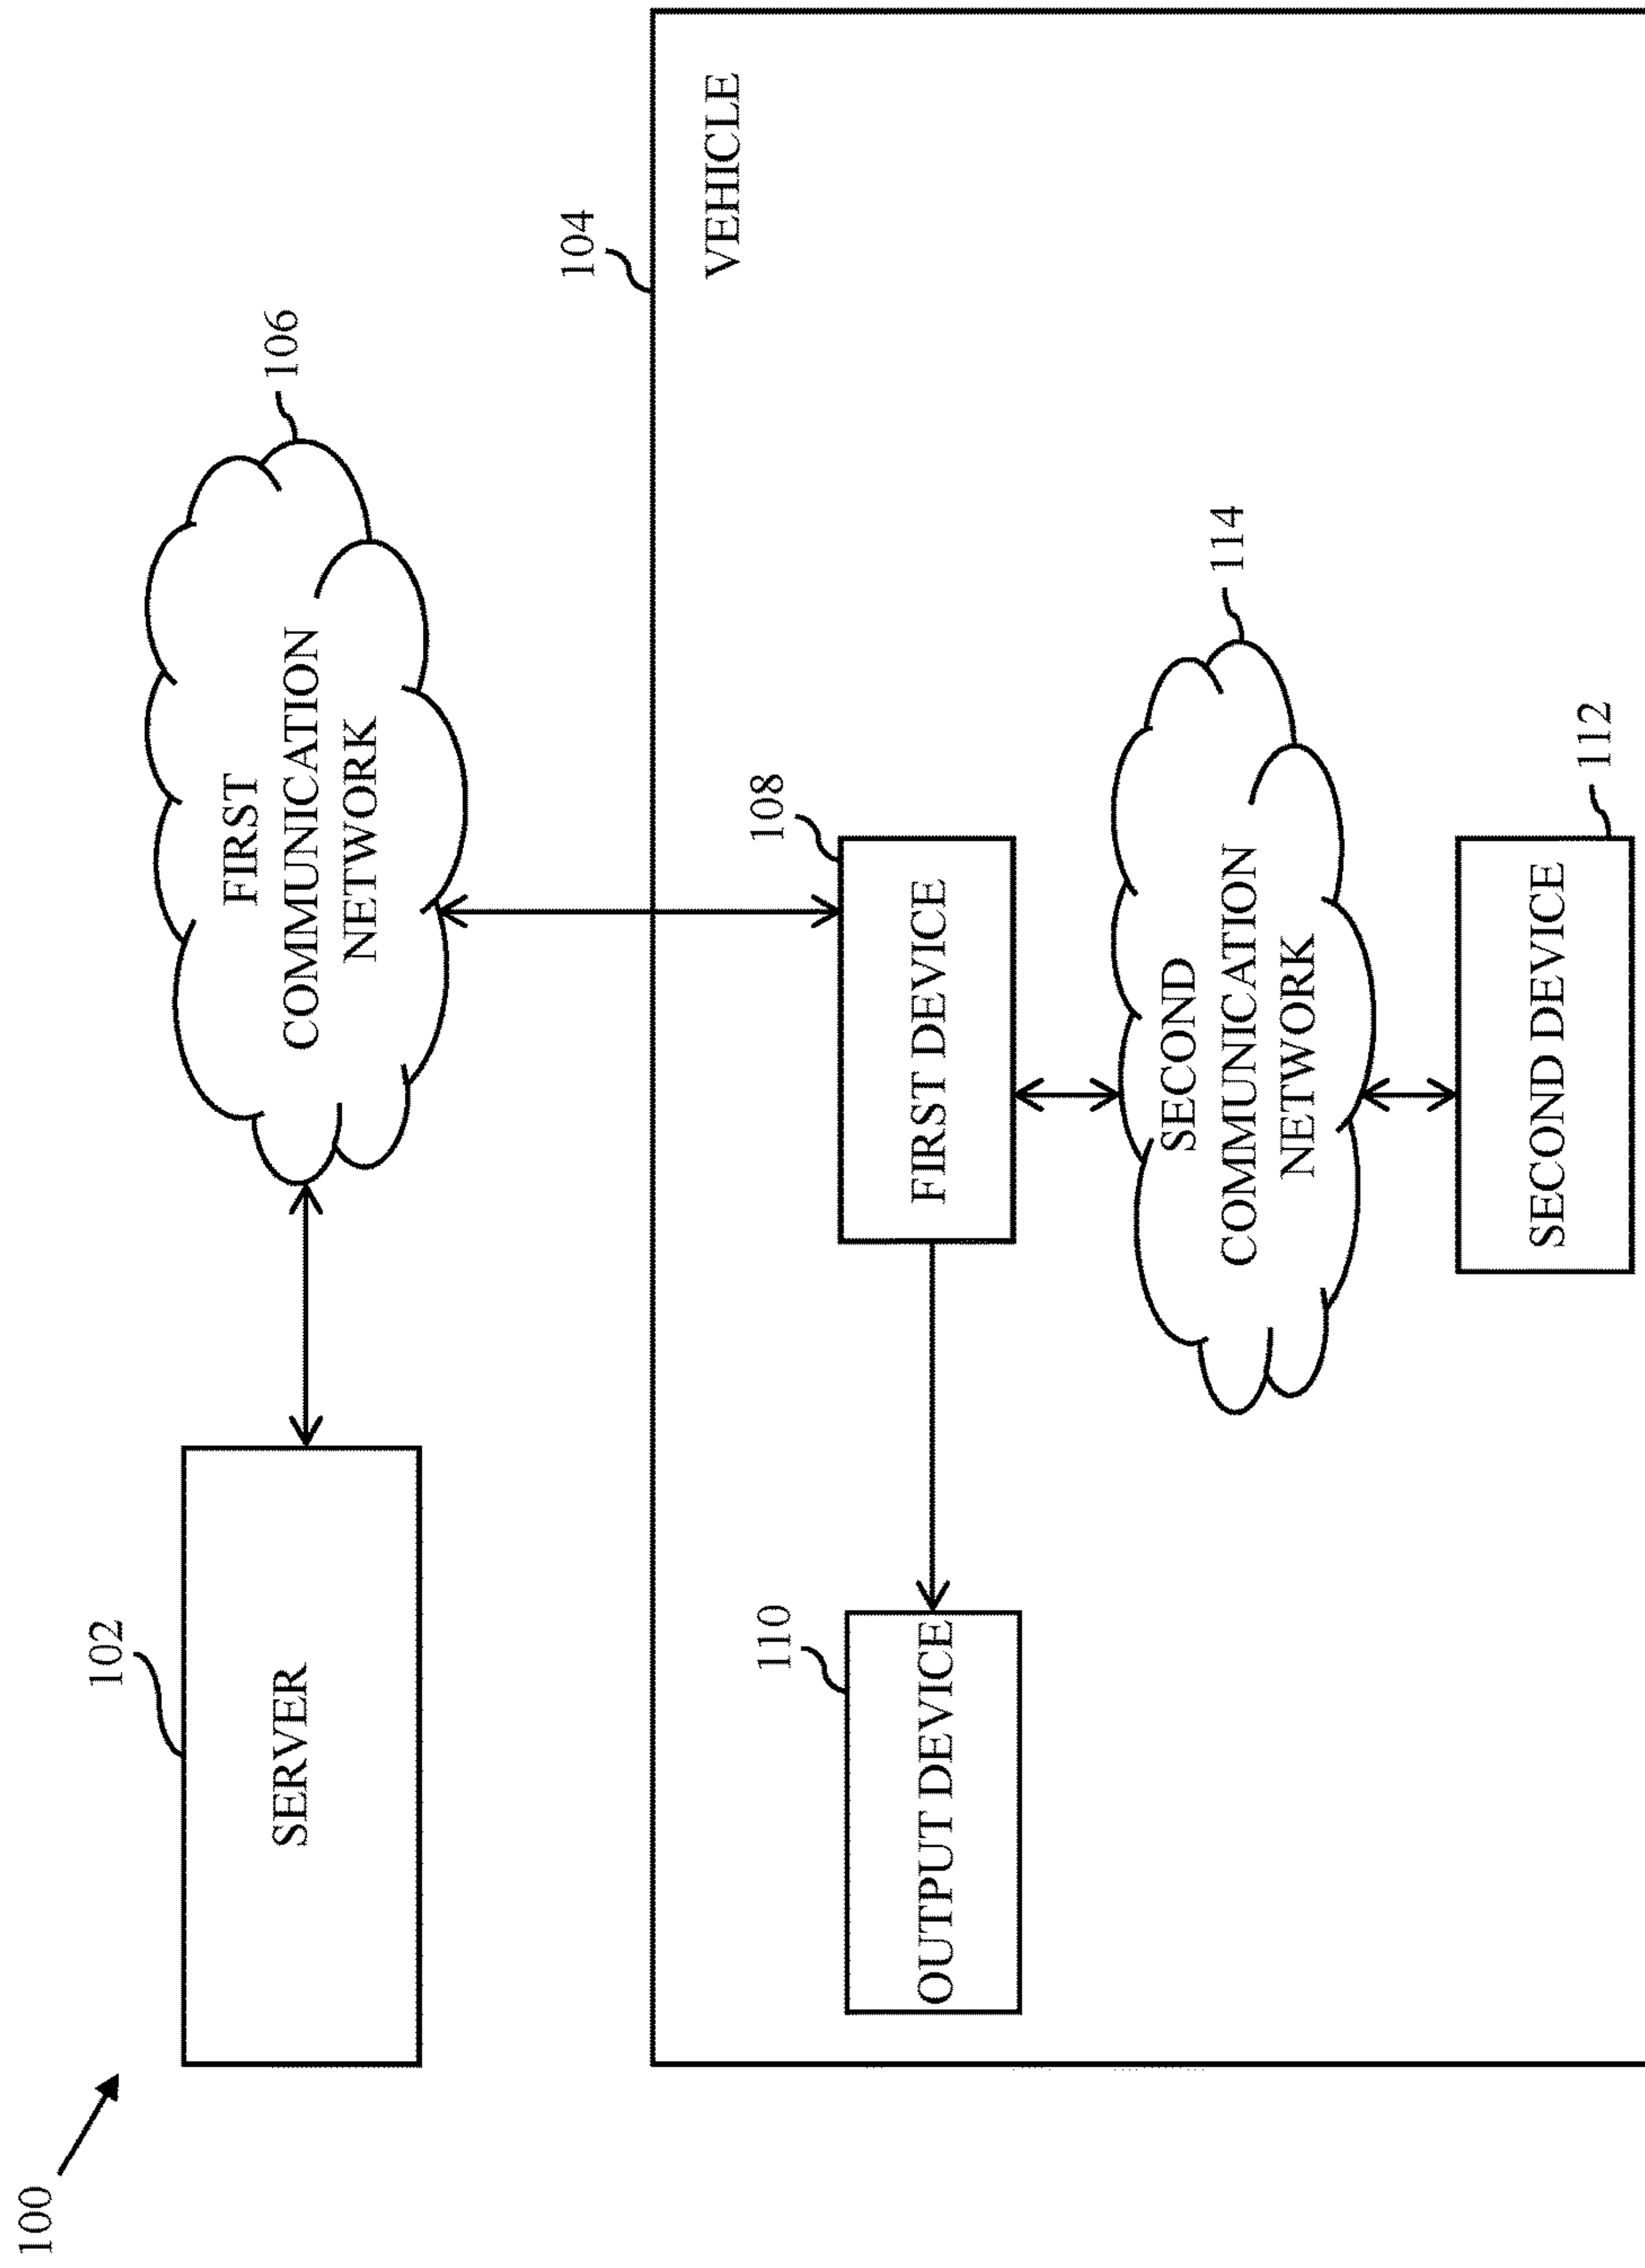 100
102
SERVER
106
FIRST
COMMUNICATION
NETWORK
104
VEHICLE
110
OUTPUT DEVICE
108
FIRST DEVICE
114
SECOND
COMMUNICATION
NETWORK
SECOND DEVICE
112